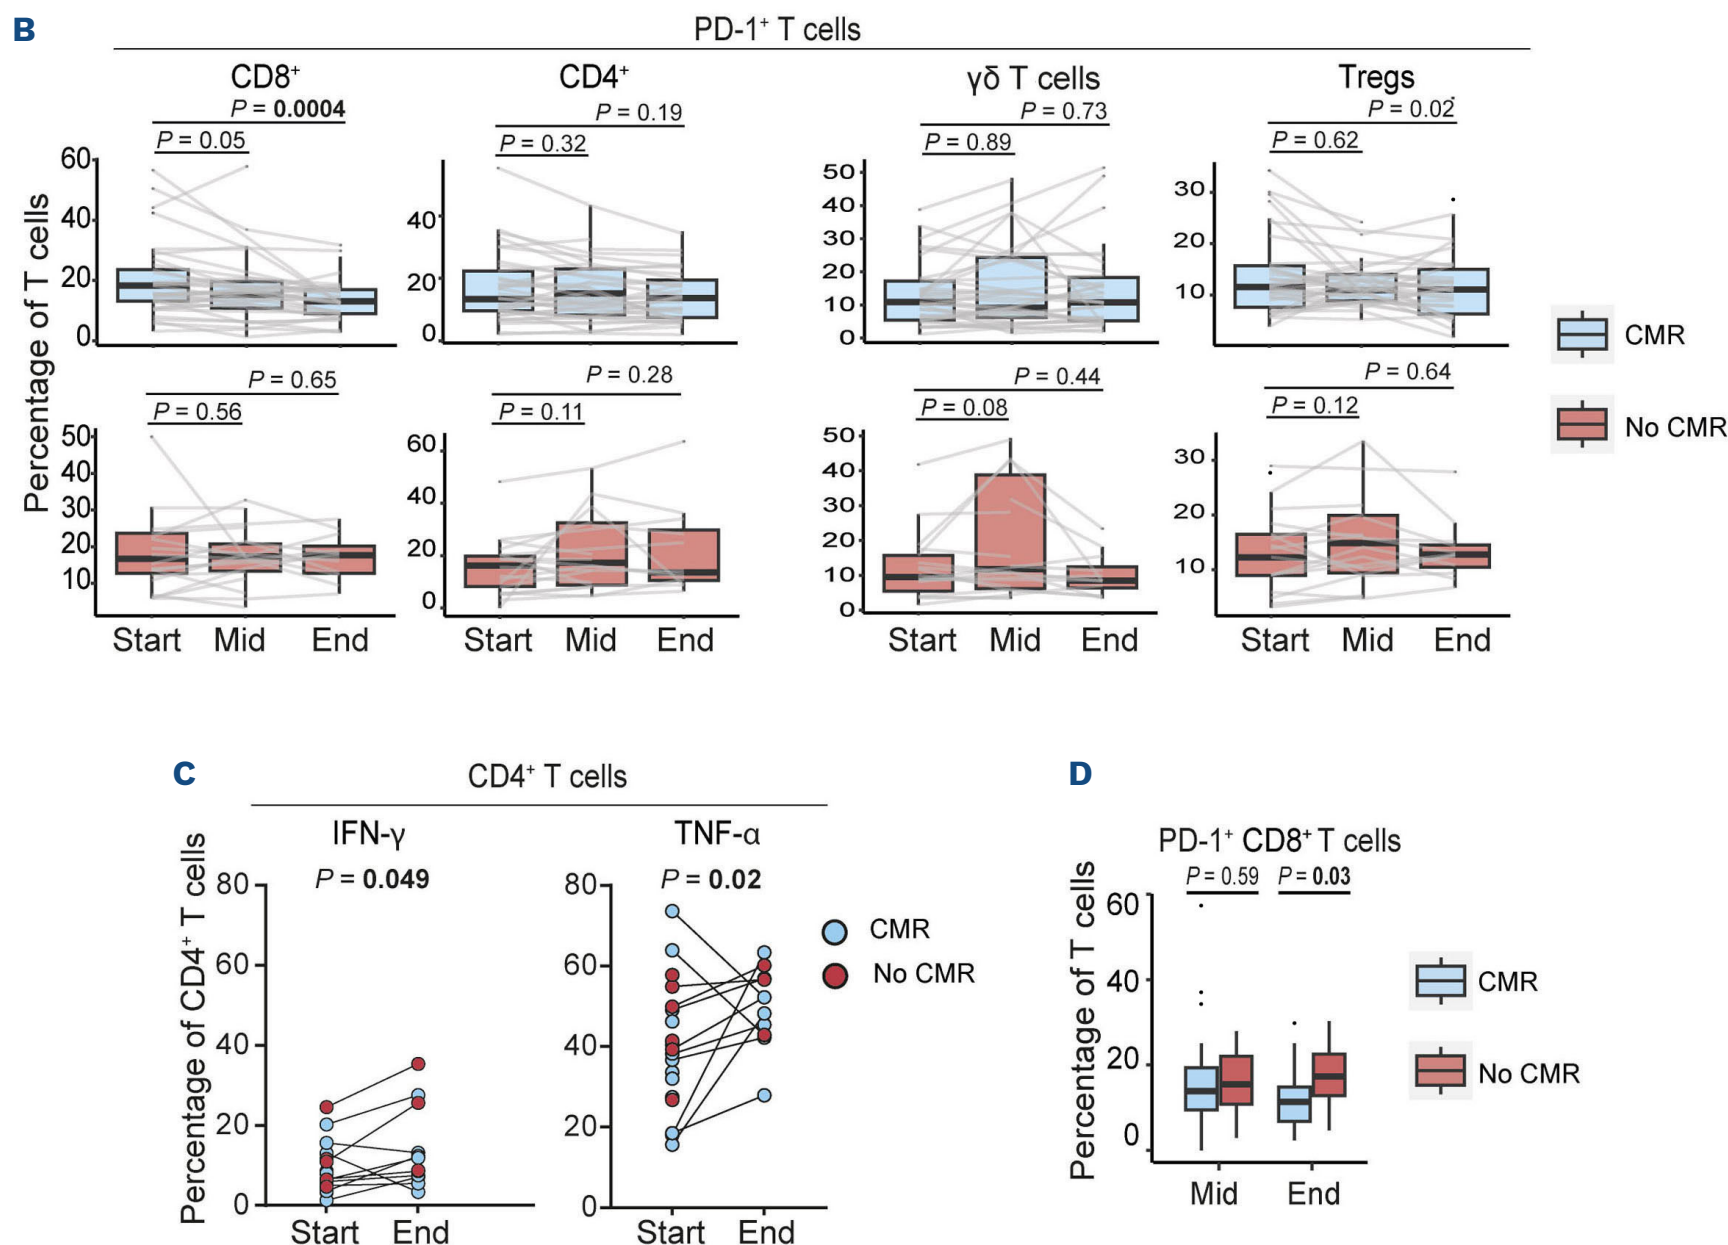 B
PD-1⁺ T cells
CD8⁺ CD4⁺ γδ T cells Tregs
P = 0.0004 P = 0.19 P = 0.73 P = 0.02
P = 0.05 P = 0.32 P = 0.89 P = 0.62
Percentage of T cells
60 40 20 0
40 20 0
50 40 30 20 10 0
30 20 10
CMR
No CMR
P = 0.65 P = 0.28 P = 0.44 P = 0.64
P = 0.56 P = 0.11 P = 0.08 P = 0.12
50 40 30 20 10
60 40 20 0
50 40 30 20 10 0
30 20 10
Start Mid End Start Mid End Start Mid End Start Mid End
C
CD4⁺ T cells
IFN-γ TNF-α
P = 0.049 P = 0.02
Percentage of CD4⁺ T cells
80 60 40 20 0
80 60 40 20 0
CMR
No CMR
Start End Start End
D
PD-1⁺ CD8⁺ T cells
P = 0.59 P = 0.03
Percentage of T cells
60 40 20 0
CMR
No CMR
Mid End